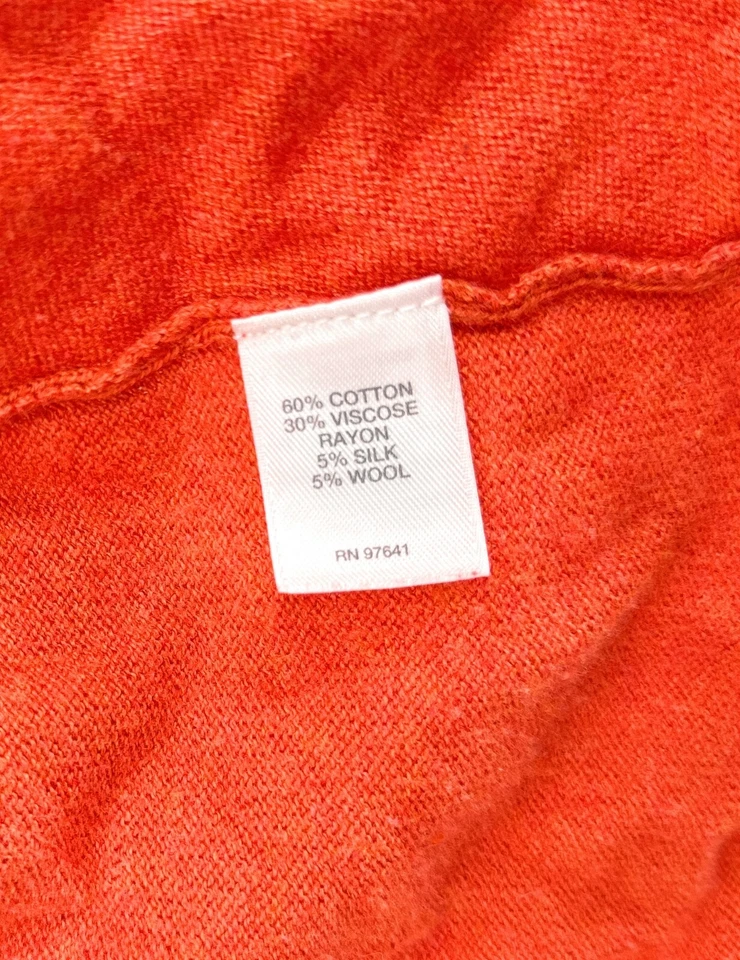 60% COTTON
30% VISCOSE
RAYON
5% SILK
5% WOOL
RN 97641